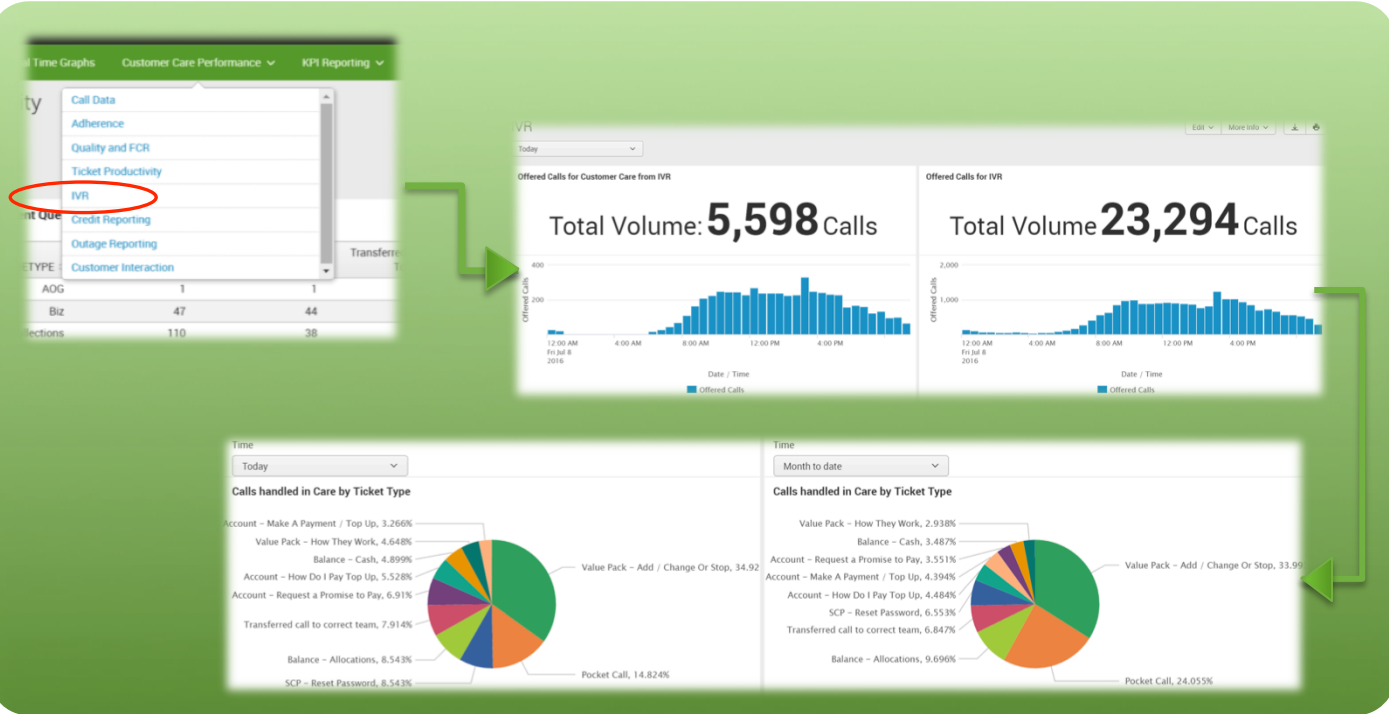 Time Graphs
Customer Care Performance
KPI Reporting
ty
Call Data
Adherence
Quality and FCR
Ticket Productivity
IVR
Credit Reporting
Outage Reporting
Customer Interaction
nt Que
Transferre
ETYPE
AOG 1 1
Biz 47 44
ections 110 38
IVR
Edit
More Info
Today
Offered Calls for Customer Care from IVR
Total Volume: 5,598 Calls
400
200
Offered Calls
12:00 AM 4:00 AM 8:00 AM 12:00 PM 4:00 PM
Fri Jul 8
2016
Date / Time
Offered Calls
Offered Calls for IVR
Total Volume 23,294 Calls
2,000
1,000
Offered Calls
12:00 AM 4:00 AM 8:00 AM 12:00 PM 4:00 PM
Fri Jul 8
2016
Date / Time
Offered Calls
Time
Today
Calls handled in Care by Ticket Type
Account – Make A Payment / Top Up, 3.266%
Value Pack – How They Work, 4.648%
Balance – Cash, 4.899%
Account – How Do I Pay Top Up, 5.528%
Account – Request a Promise to Pay, 6.91%
Transferred call to correct team, 7.914%
Balance – Allocations, 8.543%
SCP – Reset Password, 8.543%
Value Pack – Add / Change Or Stop, 34.92
Pocket Call, 14.824%
Time
Month to date
Calls handled in Care by Ticket Type
Value Pack – How They Work, 2.938%
Balance – Cash, 3.487%
Account – Request a Promise to Pay, 3.551%
Account – Make A Payment / Top Up, 4.394%
Account – How Do I Pay Top Up, 4.484%
SCP – Reset Password, 6.553%
Transferred call to correct team, 6.847%
Balance – Allocations, 9.696%
Value Pack – Add / Change Or Stop, 33.99
Pocket Call, 24.055%